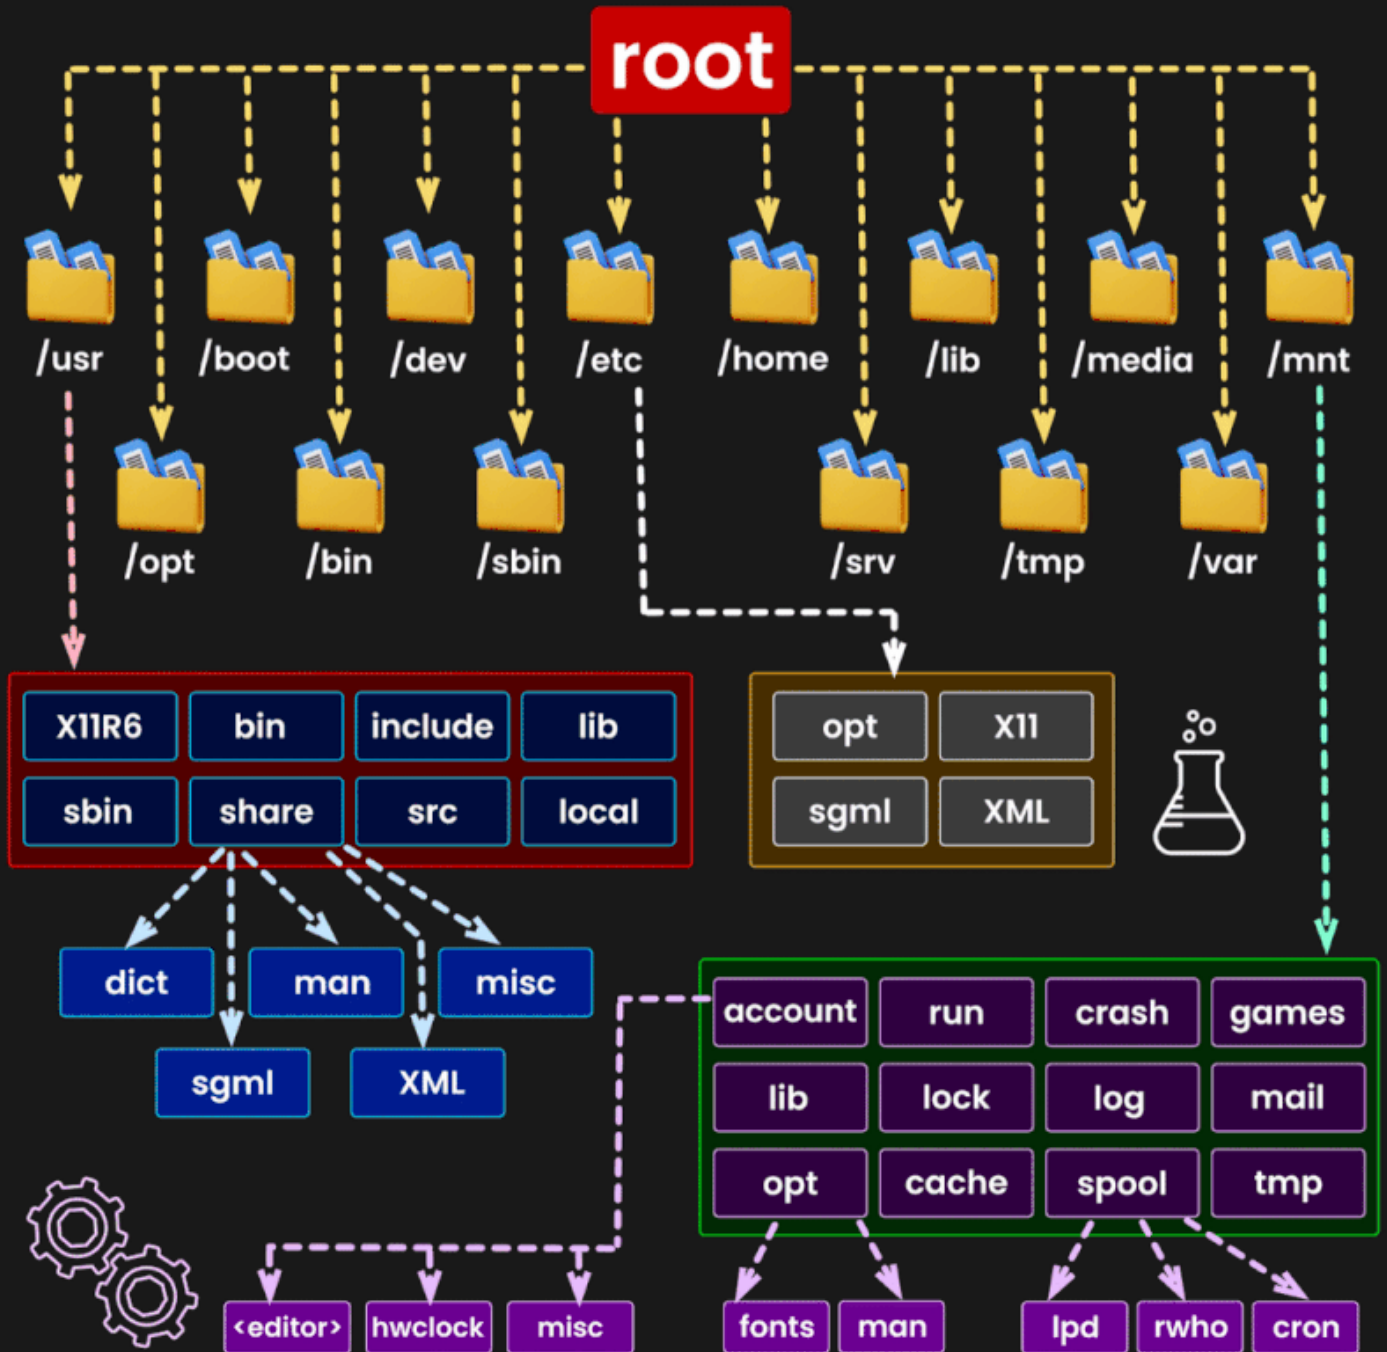 root
/usr
/boot
/dev
/etc
/home
/lib
/media
/mnt
/opt
/bin
/sbin
/srv
/tmp
/var
X11R6
bin
include
lib
sbin
share
src
local
opt
X11
sgml
XML
dict
man
misc
sgml
XML
account
run
crash
games
lib
lock
log
mail
opt
cache
spool
tmp
<editor>
hwclock
misc
fonts
man
lpd
rwho
cron